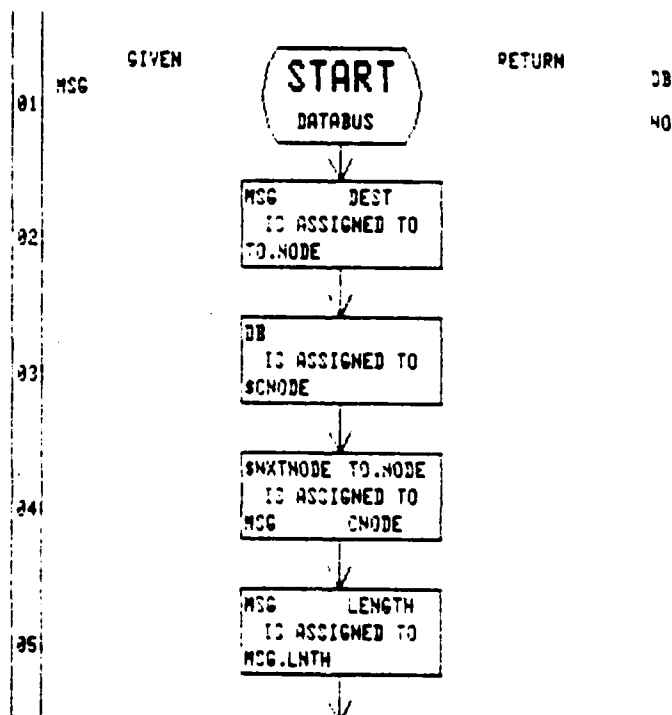 GIVEN
RETURN
MSG
DB
01
START
DATABUS
NO
MSG DEST
02
IS ASSIGNED TO
TO.NODE
DB
03
IS ASSIGNED TO
$CNODE
$NXTNODE TO.NODE
04
IS ASSIGNED TO
MSG CNODE
MSG LENGTH
05
IS ASSIGNED TO
MSG.LNTH